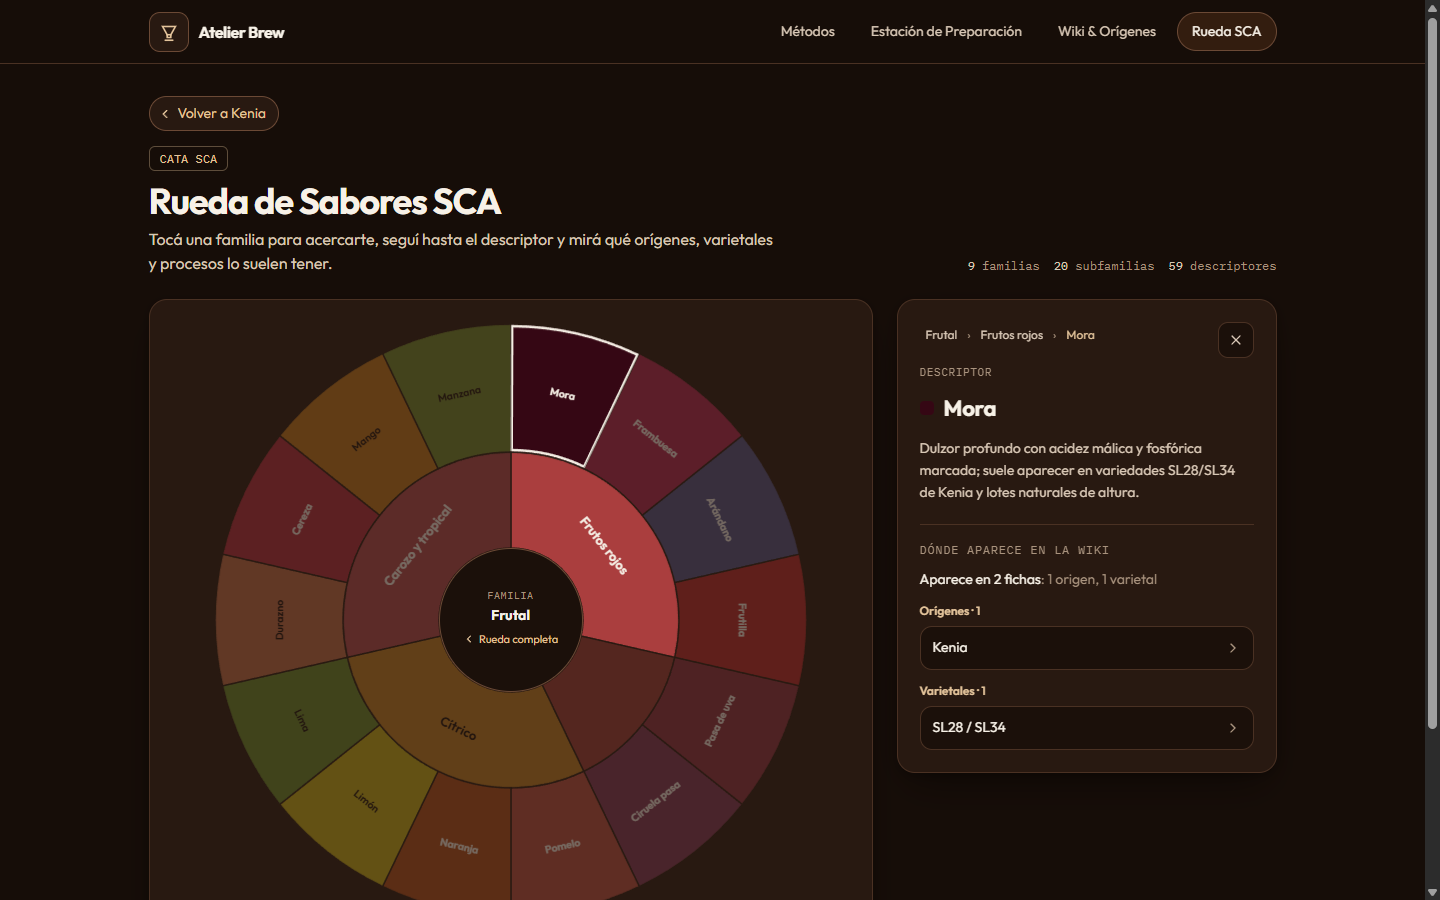 Atelier Brew
Métodos
Estación de Preparación
Wiki & Orígenes
Rueda SCA
Volver a Kenia
CATA SCA
Rueda de Sabores SCA
Tocá una familia para acercarte, seguí hasta el descriptor y mirá qué orígenes, varietales
y procesos lo suelen tener.
9 familias 20 subfamilias 59 descriptores
Manzana
Mora
Mango
Frambuesa
Cereza
Carozo y tropical
Frutos rojos
Arándano
FAMILIA
Frutal
Rueda completa
Durazno
Frutilla
Lima
Cítrico
Pasa de uva
Limón
Ciruela pasa
Naranja
Pomelo
Frutal › Frutos rojos › Mora
DESCRIPTOR
Mora
Dulzor profundo con acidez málica y fosfórica
marcada; suele aparecer en variedades SL28/SL34
de Kenia y lotes naturales de altura.
DÓNDE APARECE EN LA WIKI
Aparece en 2 fichas: 1 origen, 1 varietal
Orígenes · 1
Kenia
Varietales · 1
SL28 / SL34